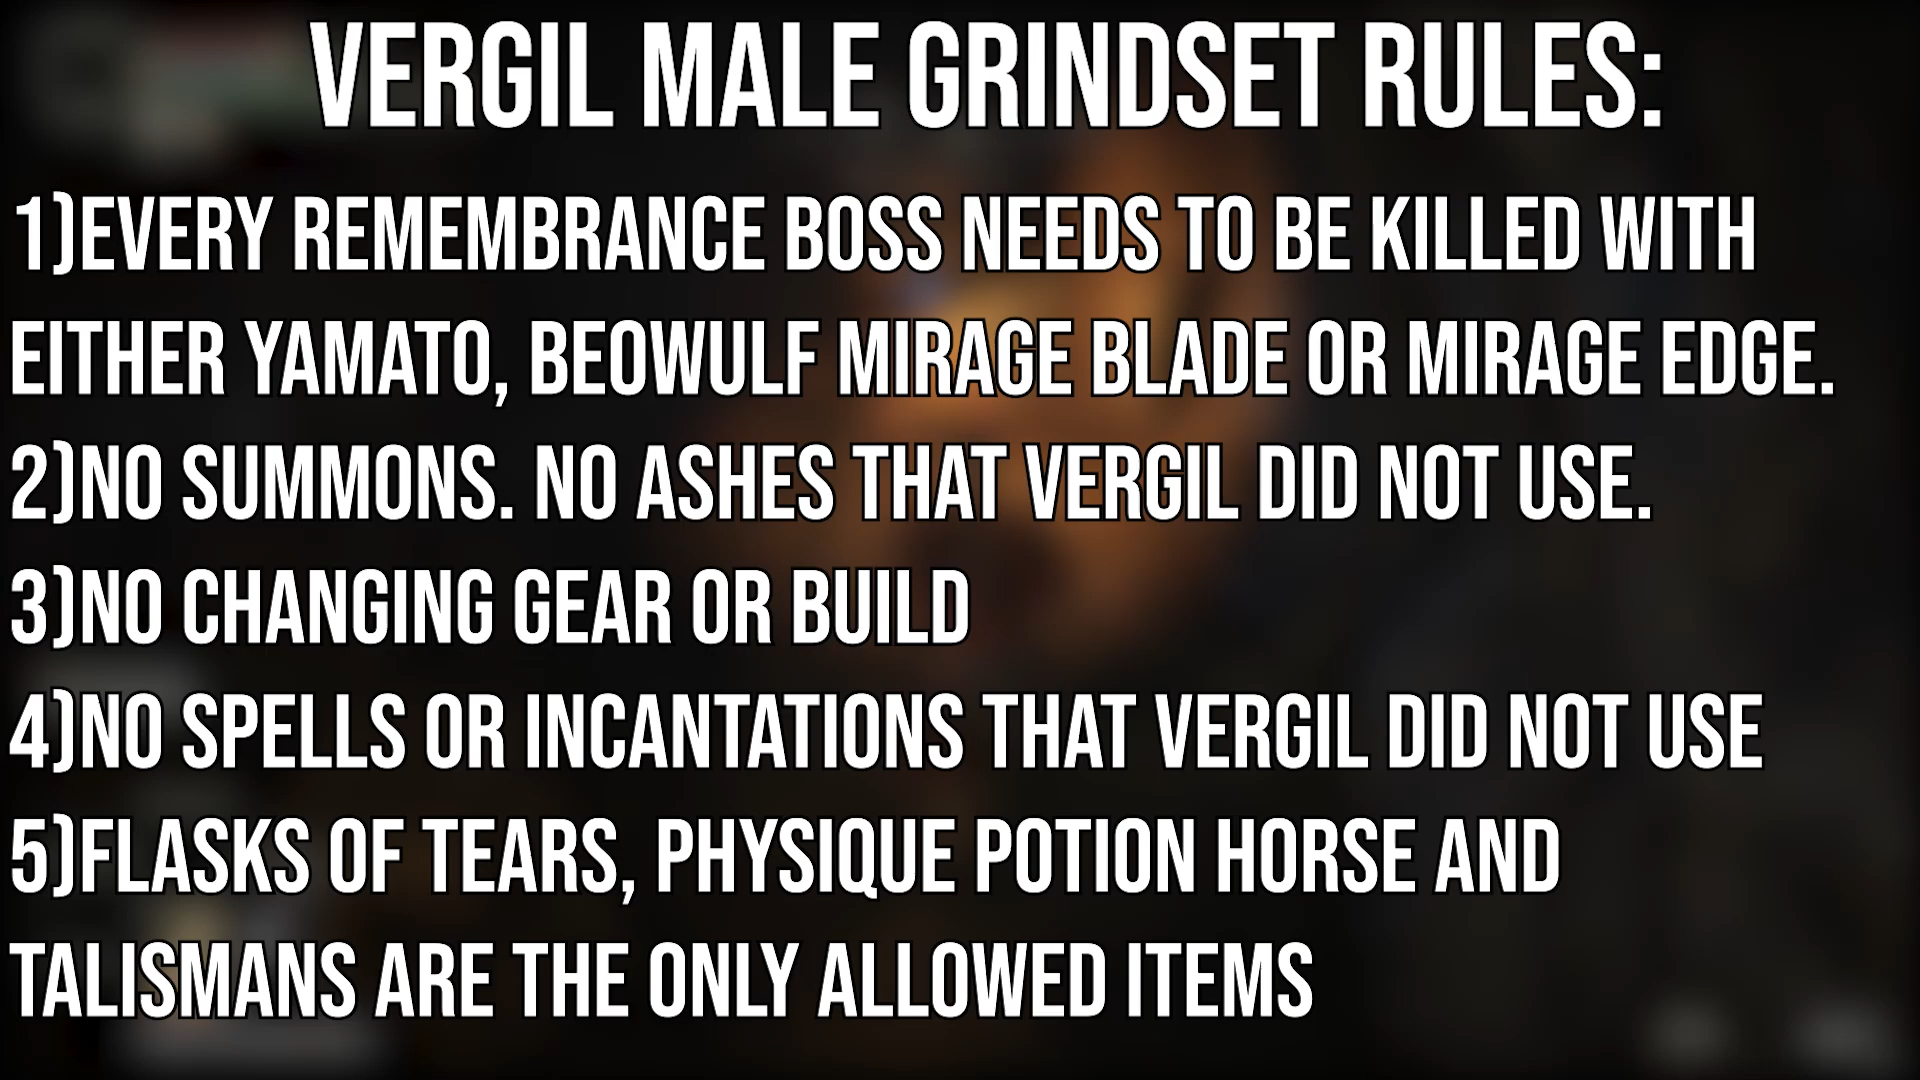 VERGIL MALE GRINDSET RULES:
1)EVERY REMEMBRANCE BOSS NEEDS TO BE KILLED WITH
EITHER YAMATO, BEOWULF MIRAGE BLADE OR MIRAGE EDGE.
2)NO SUMMONS. NO ASHES THAT VERGIL DID NOT USE.
3)NO CHANGING GEAR OR BUILD
4)NO SPELLS OR INCANTATIONS THAT VERGIL DID NOT USE
5)FLASKS OF TEARS, PHYSIQUE POTION HORSE AND
TALISMANS ARE THE ONLY ALLOWED ITEMS